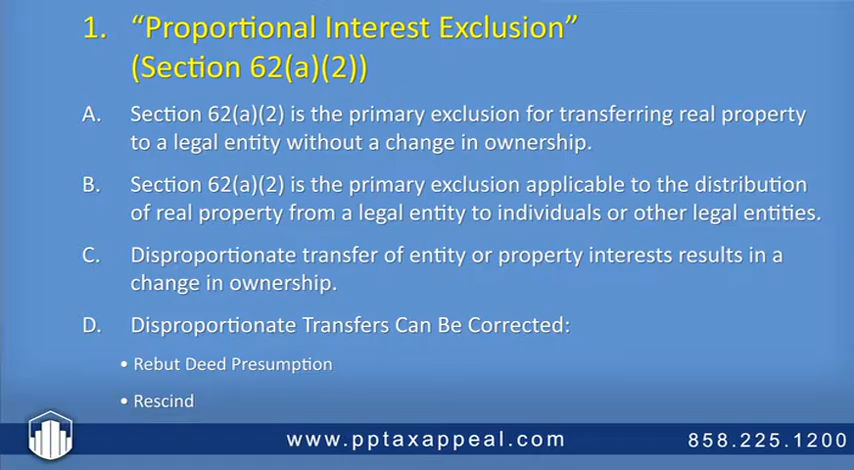 1. “Proportional Interest Exclusion”
(Section 62(a)(2))
A. Section 62(a)(2) is the primary exclusion for transferring real property
to a legal entity without a change in ownership.
B. Section 62(a)(2) is the primary exclusion applicable to the distribution
of real property from a legal entity to individuals or other legal entities.
C. Disproportionate transfer of entity or property interests results in a
change in ownership.
D. Disproportionate Transfers Can Be Corrected:
• Rebut Deed Presumption
• Rescind
www.pptaxappeal.com 858.225.1200